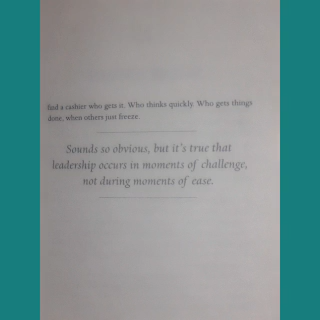 find a cashier who gets it. Who thinks quickly. Who gets things
done, when others just freeze.
Sounds so obvious, but it's true that
leadership occurs in moments of challenge,
not during moments of ease.